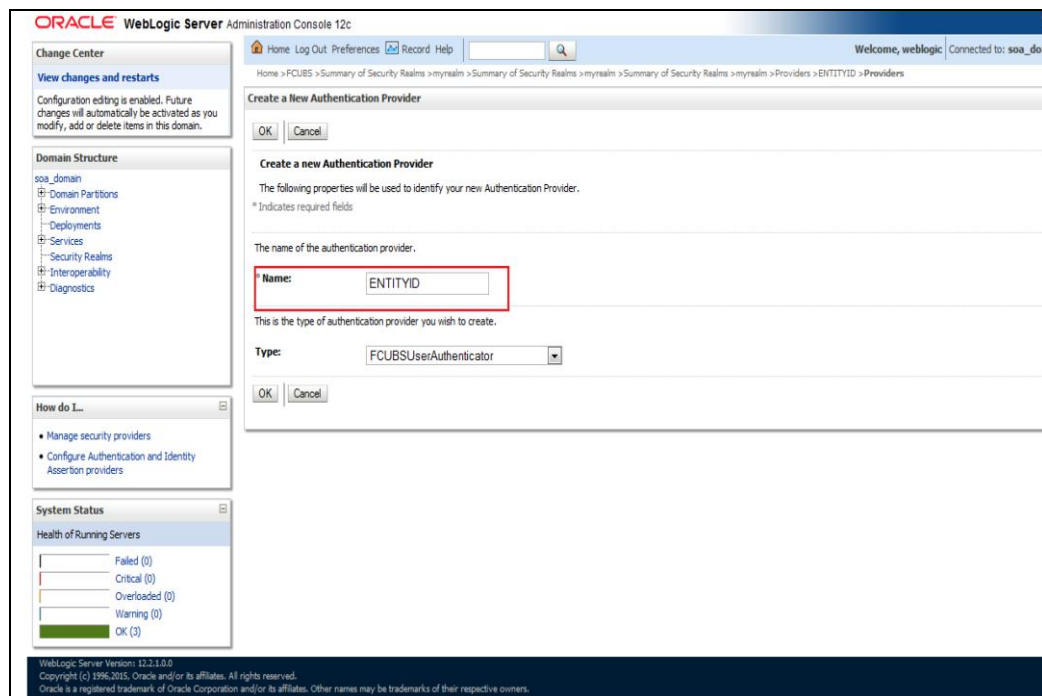 ORACLE WebLogic Server Administration Console 12c
Change Center
View changes and restarts
Configuration editing is enabled. Future
changes will automatically be activated as you
modify, add or delete items in this domain.
Domain Structure
soa_domain
Domain Partitions
Environment
Deployments
Services
Security Realms
Interoperability
Diagnostics
How do I...
Manage security providers
Configure Authentication and Identity
Assertion providers
System Status
Health of Running Servers
Failed (0)
Critical (0)
Overloaded (0)
Warning (0)
OK (3)
Home Log Out Preferences Record Help
Welcome, weblogic Connected to: soa_do
Home >FCUBS >Summary of Security Realms >myrealm >Summary of Security Realms >myrealm >Summary of Security Realms >myrealm >Providers >ENTITYID >Providers
Create a New Authentication Provider
OK Cancel
Create a new Authentication Provider
The following properties will be used to identify your new Authentication Provider.
* Indicates required fields
The name of the authentication provider.
* Name: ENTITYID
This is the type of authentication provider you wish to create.
Type: FCUBSUserAuthenticator
OK Cancel
WebLogic Server Version: 12.2.1.0.0
Copyright (c) 1996,2015, Oracle and/or its affiliates. All rights reserved.
Oracle is a registered trademark of Oracle Corporation and/or its affiliates. Other names may be trademarks of their respective owners.